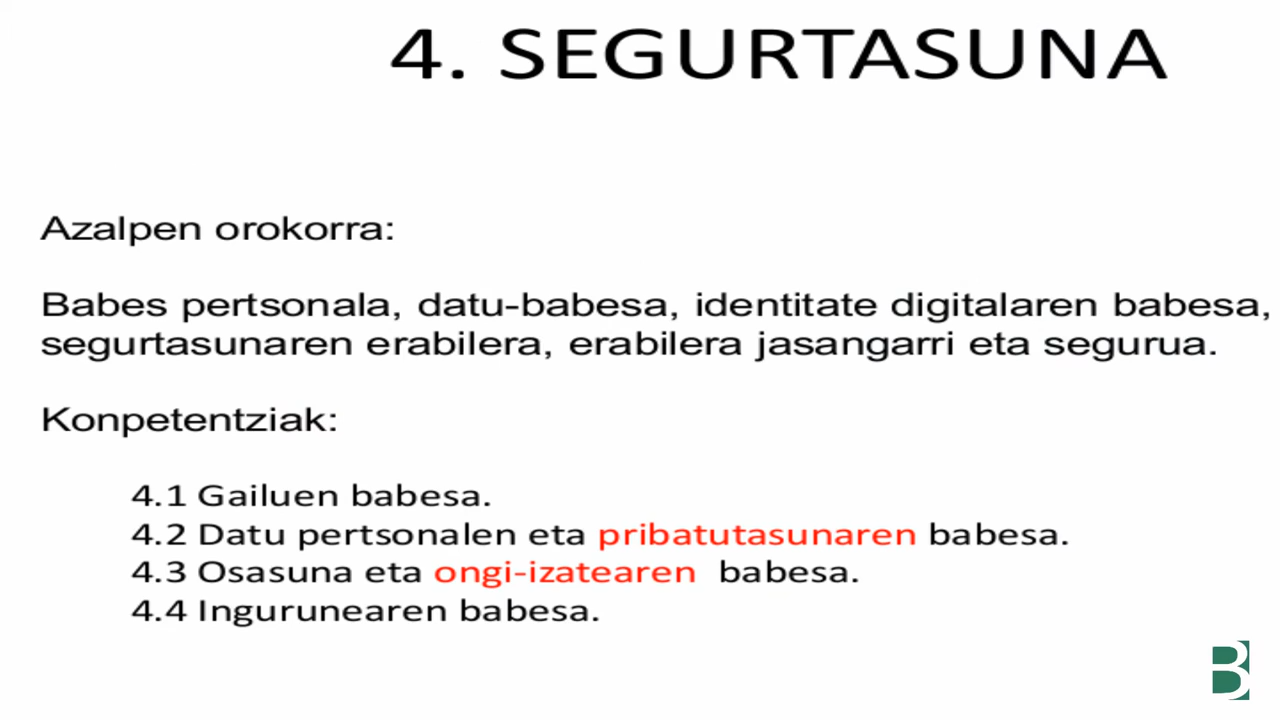 4. SEGURTASUNA
Azalpen orokorra:
Babes pertsonala, datu-babesa, identitate digitalaren babesa,
segurtasunaren erabilera, erabilera jasangarri eta segurua.
Konpetentziak:
4.1 Gailuen babesa.
4.2 Datu pertsonalen eta pribatutasunaren babesa.
4.3 Osasuna eta ongi-izatearen babesa.
4.4 Ingurunearen babesa.
B